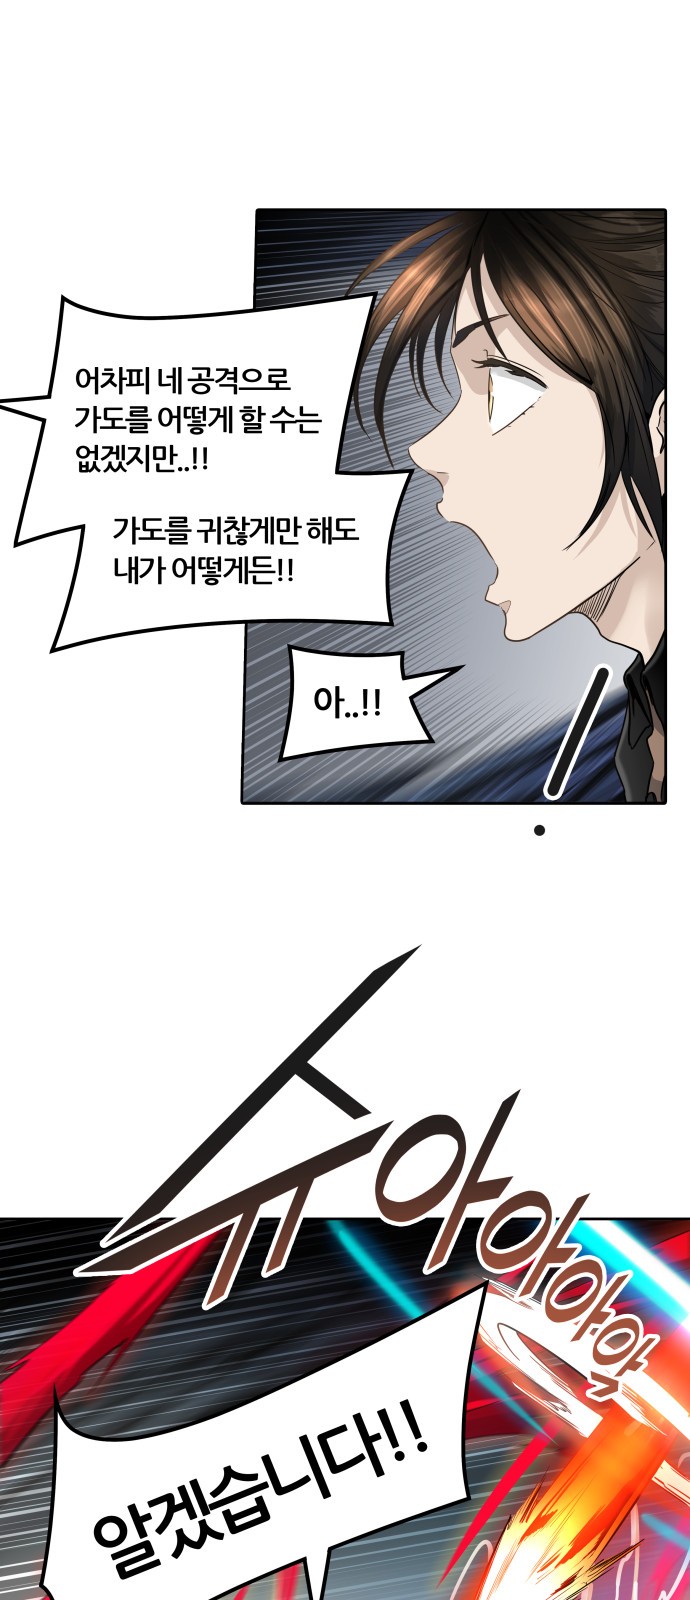 어차피 네 공격으로
가도를 어떻게 할 수는
없겠지만..!!
가도를 귀찮게만 해도
내가 어떻게든!!
아..!!
슈아아아악
알겠습니다!!